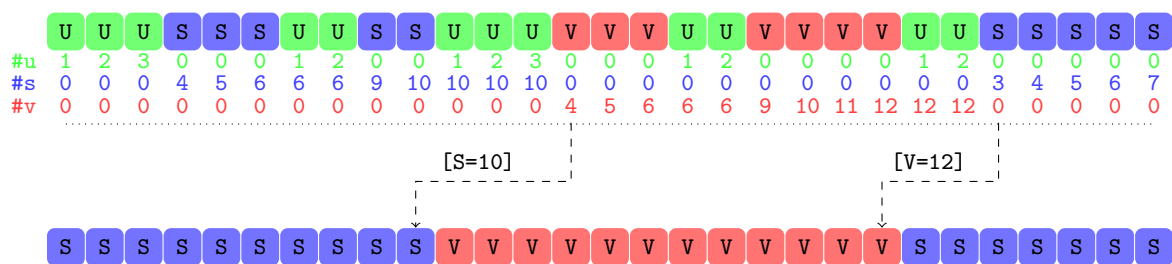 U U U S S S U U S S U U U V V V U U V V V V U U S S S S S
#u 1 2 3 0 0 0 1 2 0 0 1 2 3 0 0 0 1 2 0 0 0 0 1 2 0 0 0 0 0
#s 0 0 0 4 5 6 6 6 9 10 10 10 10 0 0 0 0 0 0 0 0 0 0 0 3 4 5 6 7
#v 0 0 0 0 0 0 0 0 0 0 0 0 0 4 5 6 6 6 9 10 11 12 12 12 0 0 0 0 0
[S=10] [V=12]
S S S S S S S S S S V V V V V V V V V V V V S S S S S S S